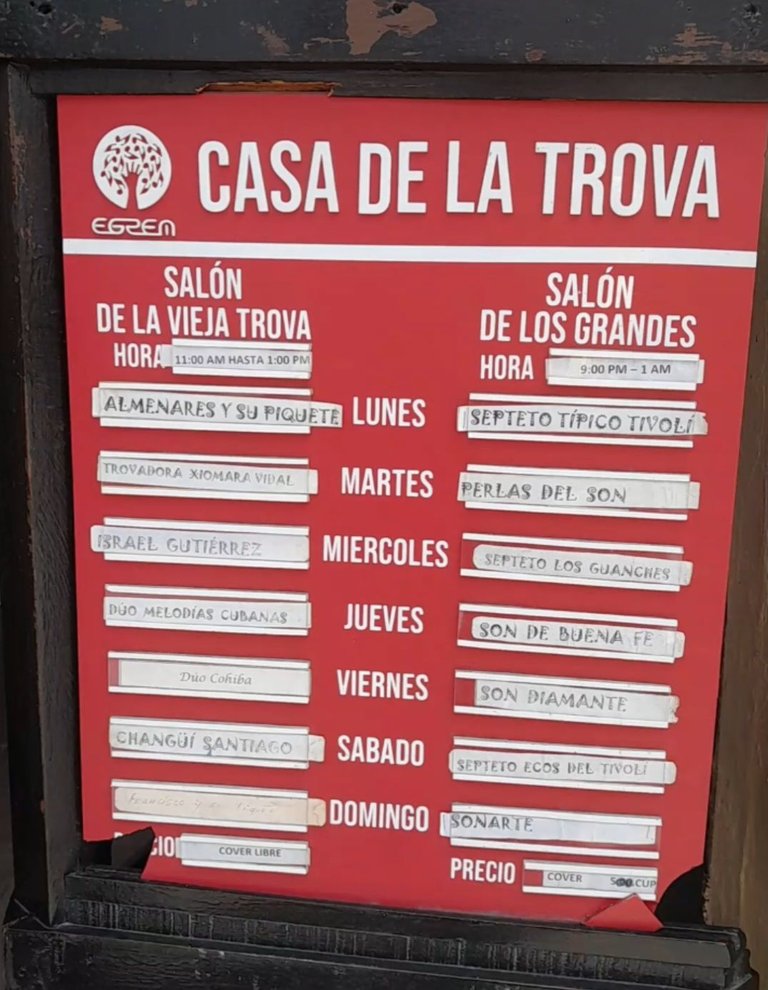 EGREM
CASA DE LA TROVA
SALÓN
DE LA VIEJA TROVA
HORA 11:00 AM HASTA 1:00 PM
SALÓN
DE LOS GRANDES
HORA 9:00 PM – 1 AM
ALMENARES Y SU PIQUETE LUNES SEPTETO TÍPICO TIVOLÍ
TROVADORA XIOMARA VIDAL MARTES PERLAS DEL SON
ISRAEL GUTIÉRREZ MIERCOLES SEPTETO LOS GUANCHES
DÚO MELODÍAS CUBANAS JUEVES SON DE BUENA FE
Dúo Cohiba VIERNES SON DIAMANTE
CHANGÜÍ SANTIAGO SABADO SEPTETO ECOS DEL TIVOLÍ
Francisco y su DOMINGO SONARTE
COVER LIBRE
PRECIO COVER CUP